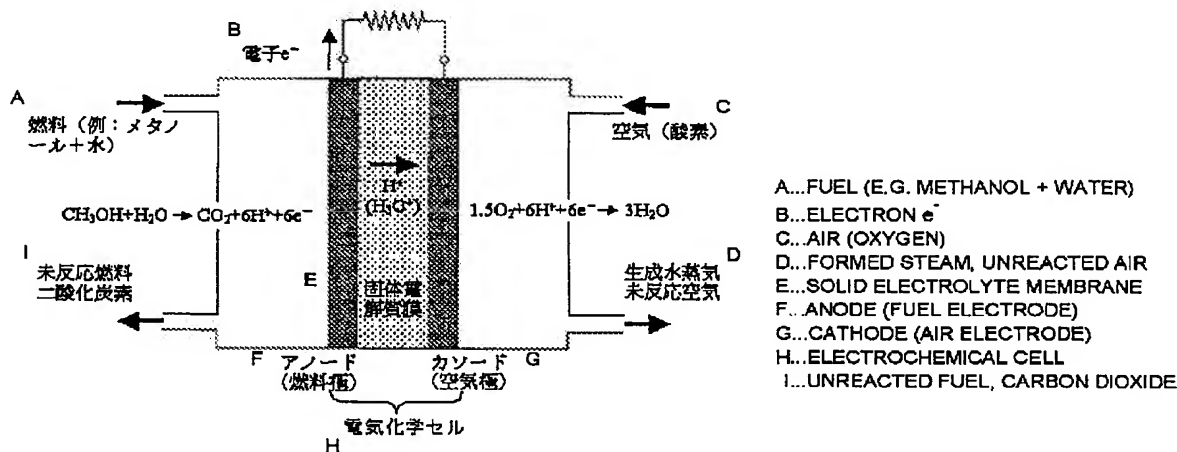 B
電子e⁻
A
燃料（例：メタノ
ール＋水）
C
空気（酸素）
H⁺
(H₃O⁺)
CH₃OH+H₂O → CO₂+6H⁺+6e⁻
1.5O₂+6H⁺+6e⁻ → 3H₂O
I
未反応燃料
二酸化炭素
E
固体電
解質膜
D
生成水蒸気
未反応空気
F
アノード
(燃料極)
カソード
(空気極)
G
電気化学セル
H
A...FUEL (E.G. METHANOL + WATER)
B...ELECTRON e⁻
C...AIR (OXYGEN)
D...FORMED STEAM, UNREACTED AIR
E...SOLID ELECTROLYTE MEMBRANE
F...ANODE (FUEL ELECTRODE)
G...CATHODE (AIR ELECTRODE)
H...ELECTROCHEMICAL CELL
I...UNREACTED FUEL, CARBON DIOXIDE